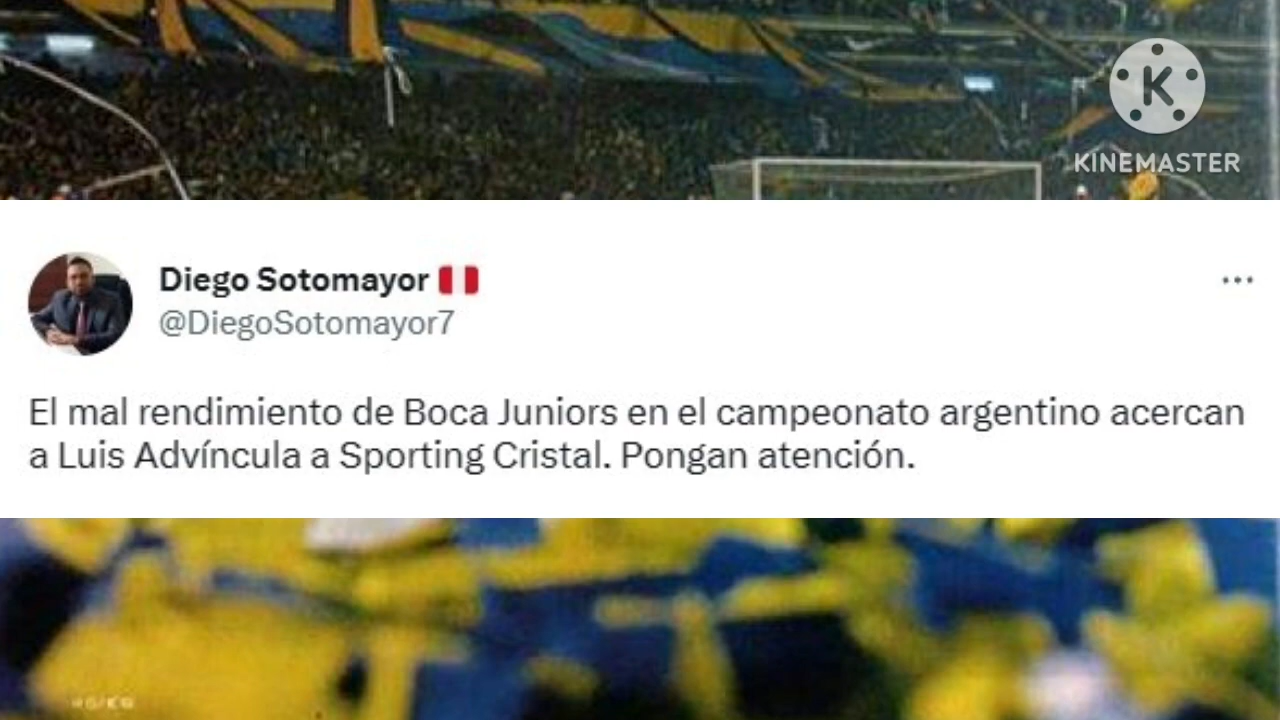 K
KINEMASTER
Diego Sotomayor 🇵🇪
@DiegoSotomayor7
El mal rendimiento de Boca Juniors en el campeonato argentino acercan
a Luis Advíncula a Sporting Cristal. Pongan atención.